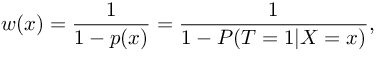 w(x) = \frac{1}{1 - p(x)} = \frac{1}{1 - P(T = 1|X = x)},